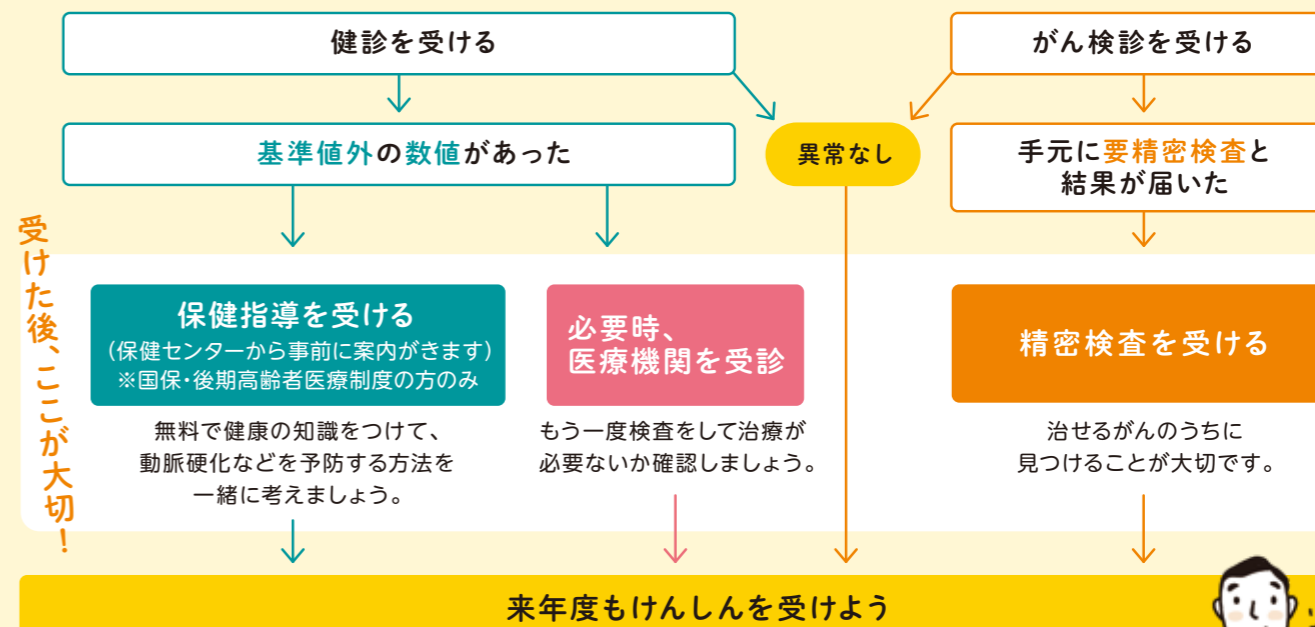 健診を受ける
がん検診を受ける
基準値外の数値があった
異常なし
手元に要精密検査と
結果が届いた
受けた後、ここが大切!
保健指導を受ける
(保健センターから事前に案内がきます)
※国保・後期高齢者医療制度の方のみ
必要時、
医療機関を受診
精密検査を受ける
無料で健康の知識をつけて、
動脈硬化などを予防する方法を
一緒に考えましょう。
もう一度検査をして治療が
必要ないか確認しましょう。
治せるがんのうちに
見つけることが大切です。
来年度もけんしんを受けよう